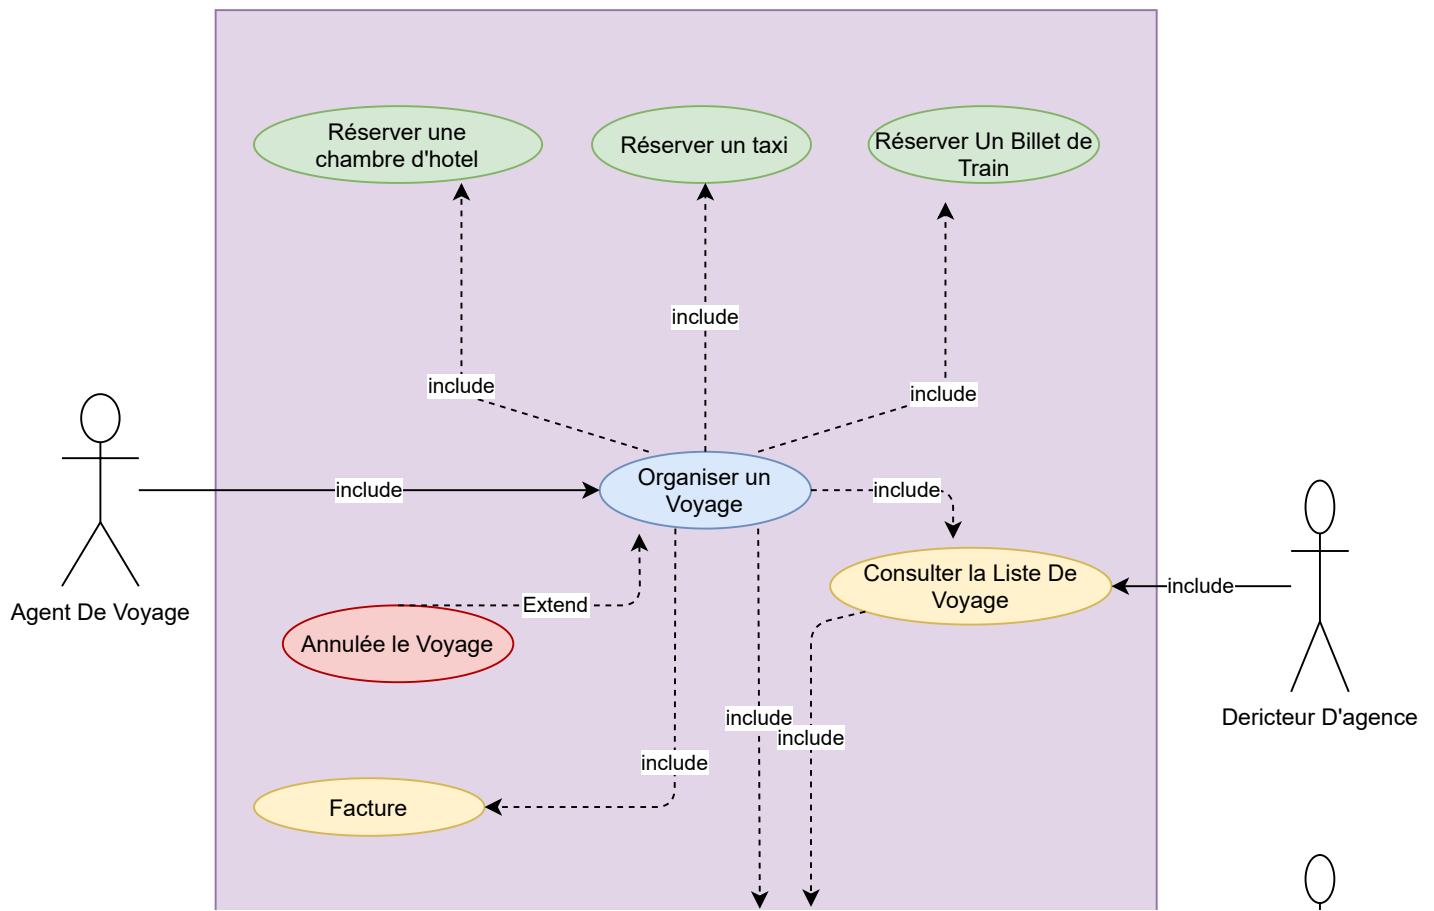 Réserver une
chambre d'hotel
Réserver un taxi
Réserver Un Billet de
Train
include
include
include
Organiser un
Voyage
include
include
Consulter la Liste De
Voyage
include
Extend
Agent De Voyage
Annulée le Voyage
Dericteur D'agence
include
include
include
Facture